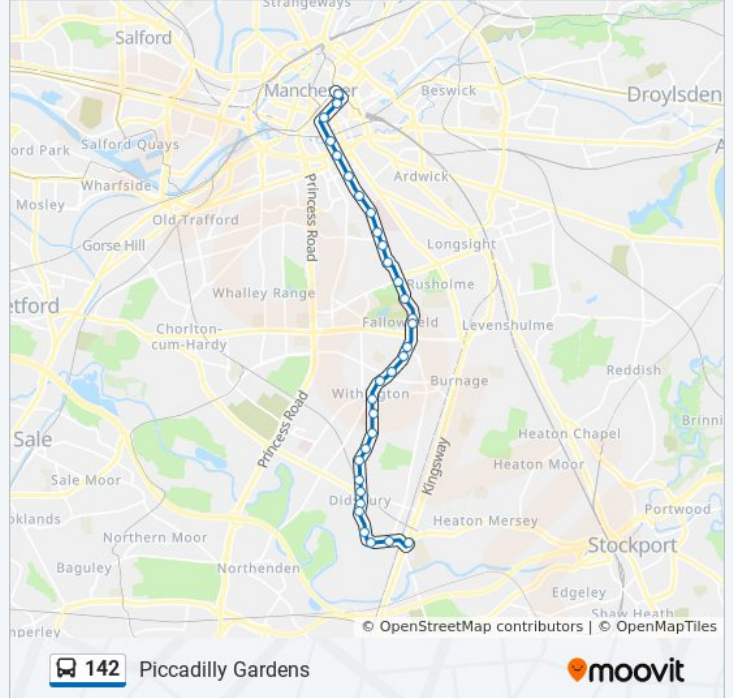 Strangeways
Salford
Manchester
Beswick
Droylsden
ord Park
Salford Quays
A
Ardwick
Wharfside
Mosley
Old Trafford
Princess Road
Gorse Hill
Longsight
Rusholme
Whalley Range
etford
Chorlton-
cum-Hardy
Fallowfield
Levenshulme
Reddish
Withington
Burnage
Princess Road
Brinni
Sale
Heaton Chapel
Kingsway
Heaton Moor
Sale Moor
Didsbury
Portwood
oklands
Heaton Mersey
Northern Moor
Stockport
Baguley
Northenden
Edgeley
Shaw Heath
mperley
© OpenStreetMap contributors | © OpenMapTiles
142 Piccadilly Gardens
moovit